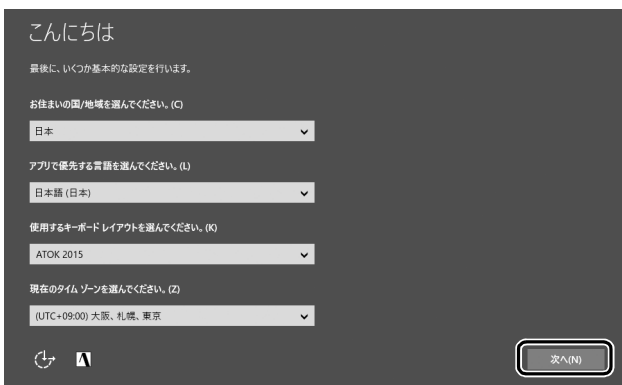 こんにちは
最後に、いくつか基本的な設定を行います。
お住まいの国/地域を選んでください。(C)
日本
アプリで優先する言語を選んでください。(L)
日本語 (日本)
使用するキーボード レイアウトを選んでください。(K)
ATOK 2015
現在のタイム ゾーンを選んでください。(Z)
(UTC+09:00) 大阪、札幌、東京
A
次へ(N)